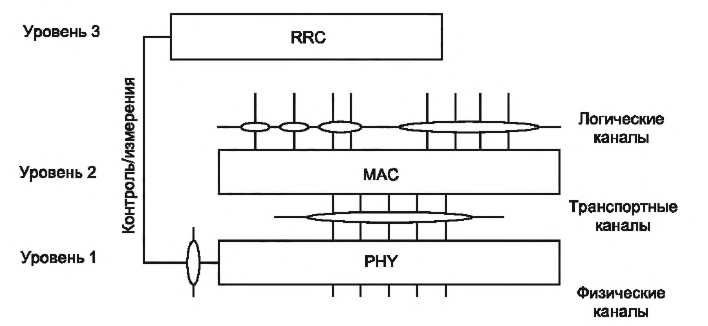 Уровень 3
RRC
Контроль/измерения
Логические
каналы
Уровень 2
MAC
Транспортные
каналы
Уровень 1
PHY
Физические
каналы